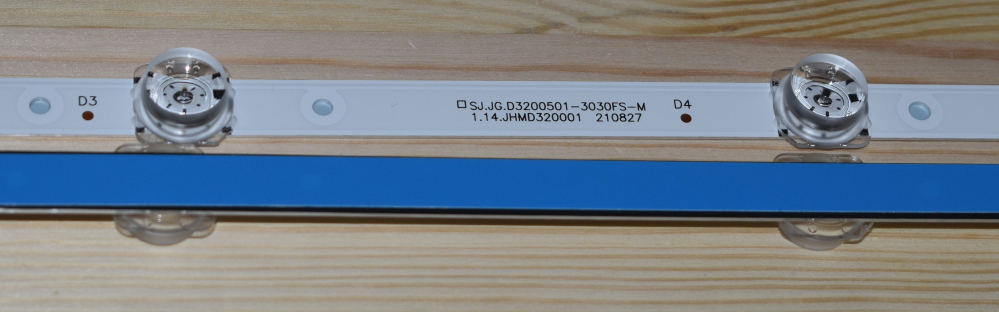 D3
SJ.JG.D3200501-3030FS-M
1.14.JHMD320001 210827
D4